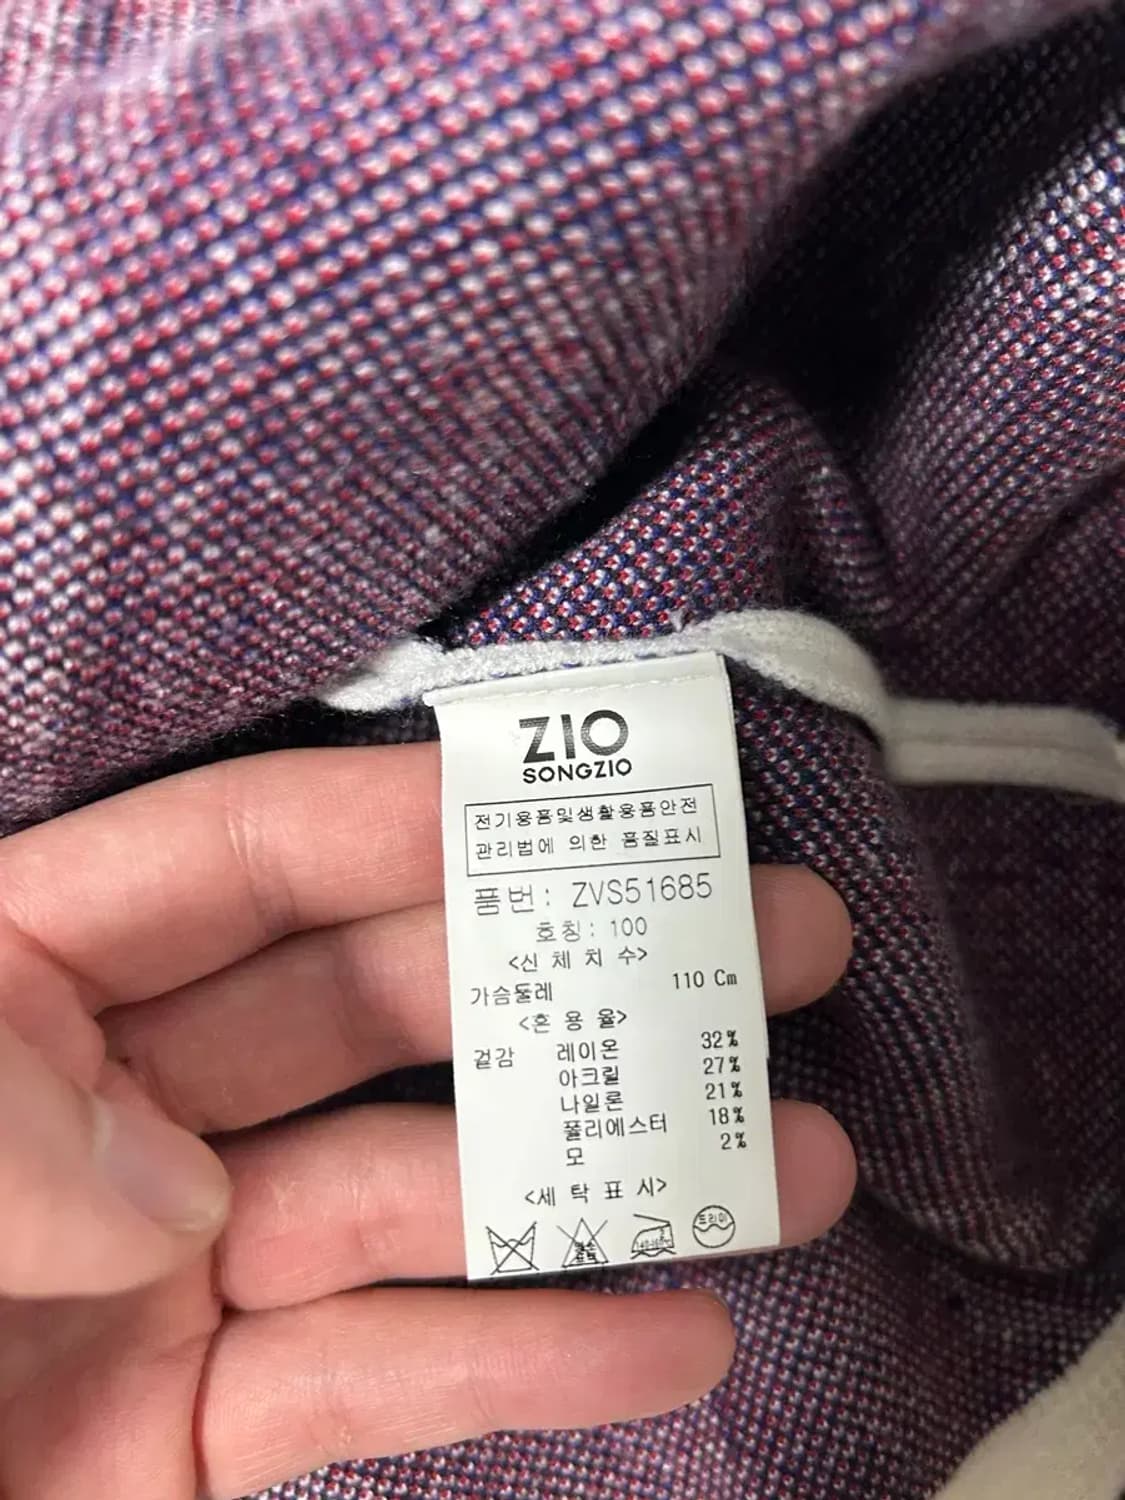 ZIO
SONGZIO
전기용품및생활용품안전
관리법에 의한 품질표시
품번: ZVS51685
호칭: 100
<신 체 치 수>
가슴둘레 110 Cm
<혼 용 율>
겉감 레이온 32%
아크릴 27%
나일론 21%
폴리에스터 18%
모 2%
<세 탁 표 시>
드라이